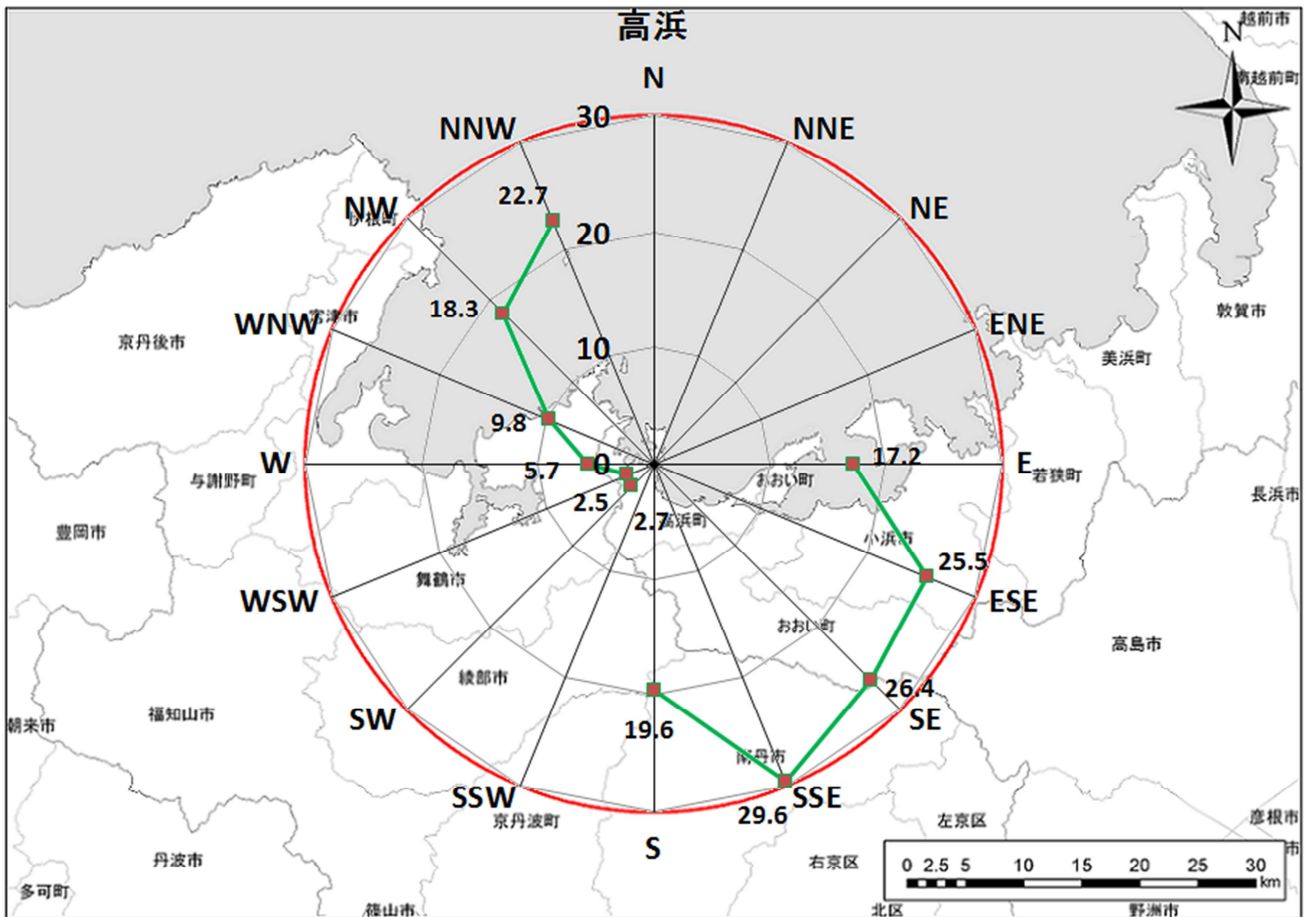 高浜
越前市
N
南越前町
N
30
NNW
NNE
22.7
NW
伊根町
NE
20
18.3
敦賀市
WNW
宮津市
ENE
京丹後市
10
美浜町
9.8
W
0
17.2
E
5.7
与謝野町
おおい町
若狭町
長浜市
2.5
2.7
高浜町
豊岡市
小浜市
25.5
舞鶴市
WSW
ESE
おおい町
高島市
綾部市
26.4
福知山市
SW
SE
朝来市
19.6
南丹市
SSW
SSE
29.6
京丹波町
左京区
彦根市
S
市
丹波市
右京区
0 2.5 5 10 15 20 25 30
km
多可町
篠山市
北区
野洲市